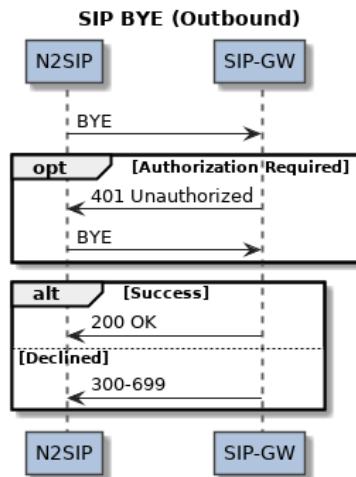 SIP BYE (Outbound)
N2SIP SIP-GW
BYE
opt [Authorization Required]
401 Unauthorized
BYE
alt [Success]
200 OK
[Declined]
300-699
N2SIP SIP-GW